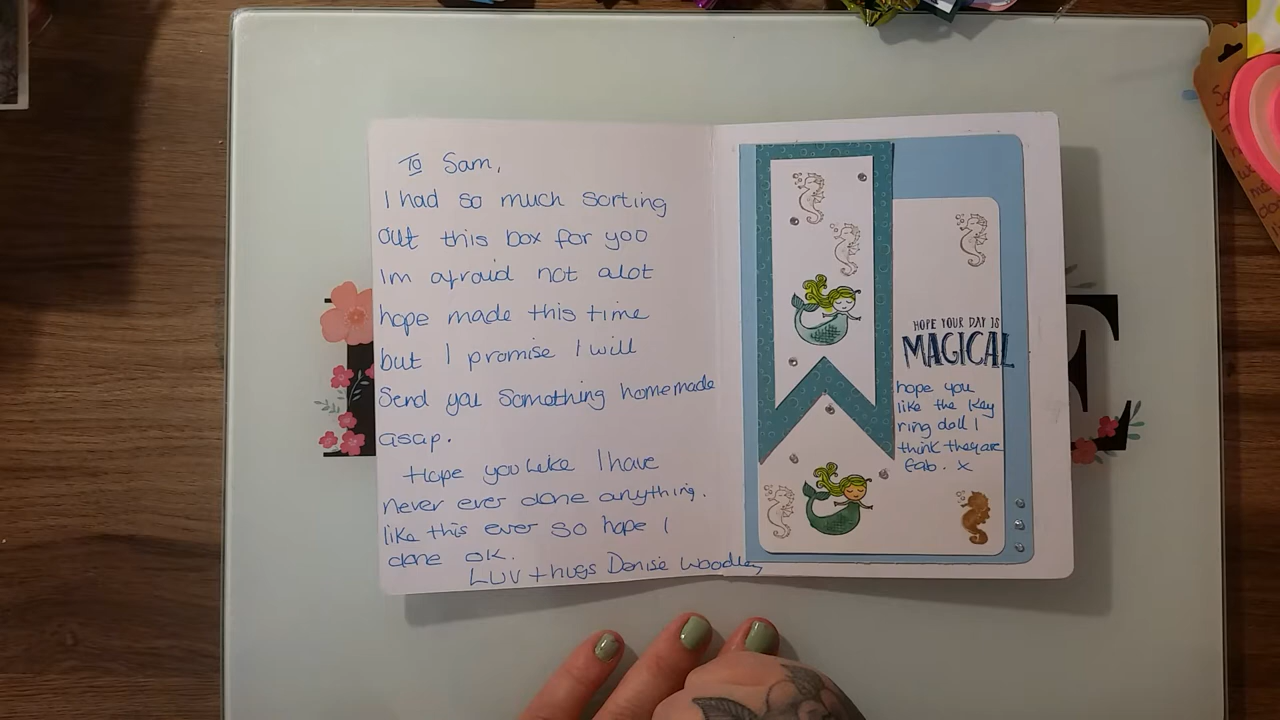 To Sam,
I had so much sorting
out this box for yoo
Im afraid not alot
hope made this time
but I promise I will
Send you Something homemade
asap.
Hope you like I have
never ever done anything.
like this ever so hope I
done OK.
Luv + hugs Denise Woodley
HOPE YOUR DAY IS
MAGICAL
hope you
like the key
ring doll I
think they are
fab. x
E